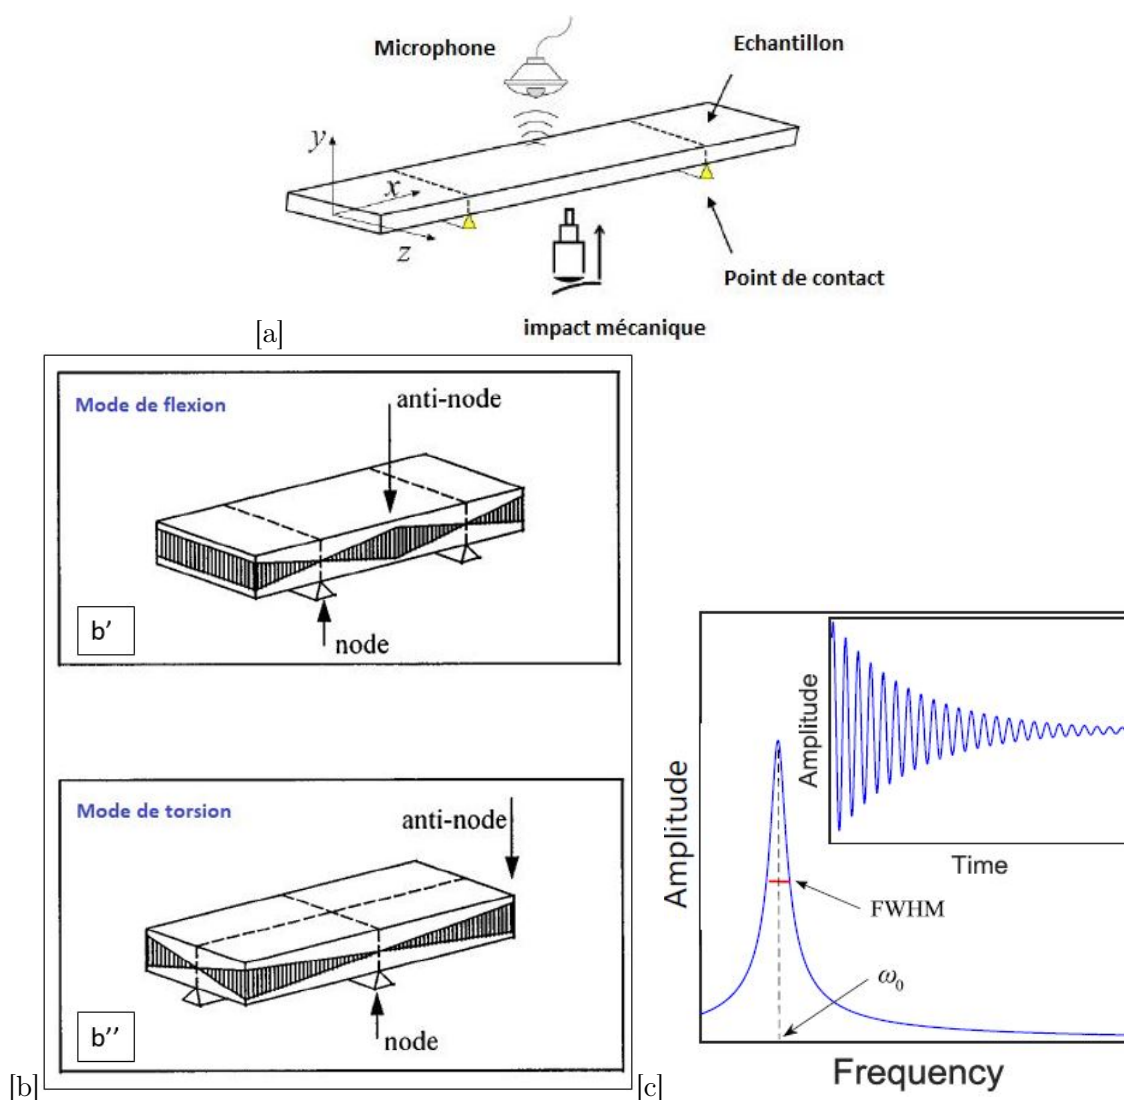 Microphone
Echantillon
y
x
z
Point de contact
impact mécanique
[a]
Mode de flexion
anti-node
b'
node
Mode de torsion
anti-node
b''
node
[b]
Amplitude
Time
Amplitude
FWHM
ω0
Frequency
[c]